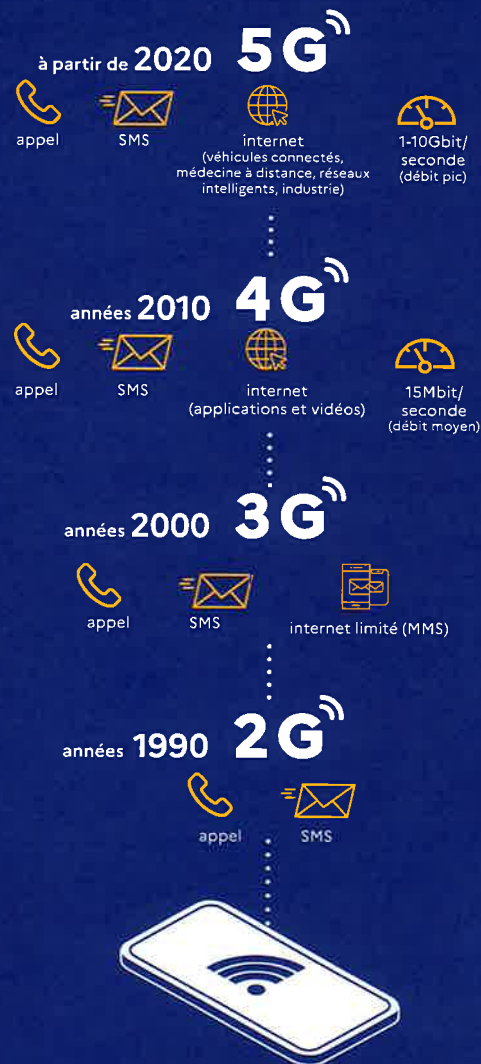 à partir de 2020 5G
appel
SMS
internet
(véhicules connectés,
médecine à distance, réseaux
intelligents, industrie)
1-10Gbit/
seconde
(débit pic)
années 2010 4G
appel
SMS
internet
(applications et vidéos)
15Mbit/
seconde
(débit moyen)
années 2000 3G
appel
SMS
internet limité (MMS)
années 1990 2G
appel
SMS